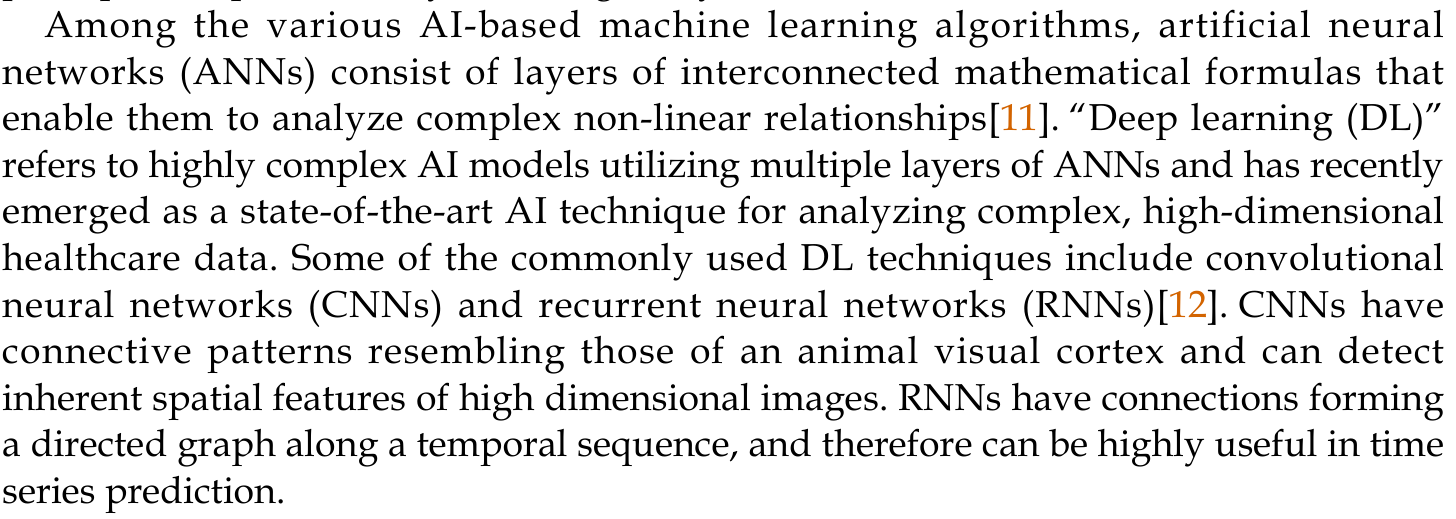 Among the various AI-based machine learning algorithms, artificial neural
networks (ANNs) consist of layers of interconnected mathematical formulas that
enable them to analyze complex non-linear relationships[11]. “Deep learning (DL)”
refers to highly complex AI models utilizing multiple layers of ANNs and has recently
emerged as a state-of-the-art AI technique for analyzing complex, high-dimensional
healthcare data. Some of the commonly used DL techniques include convolutional
neural networks (CNNs) and recurrent neural networks (RNNs)[12]. CNNs have
connective patterns resembling those of an animal visual cortex and can detect
inherent spatial features of high dimensional images. RNNs have connections forming
a directed graph along a temporal sequence, and therefore can be highly useful in time
series prediction.